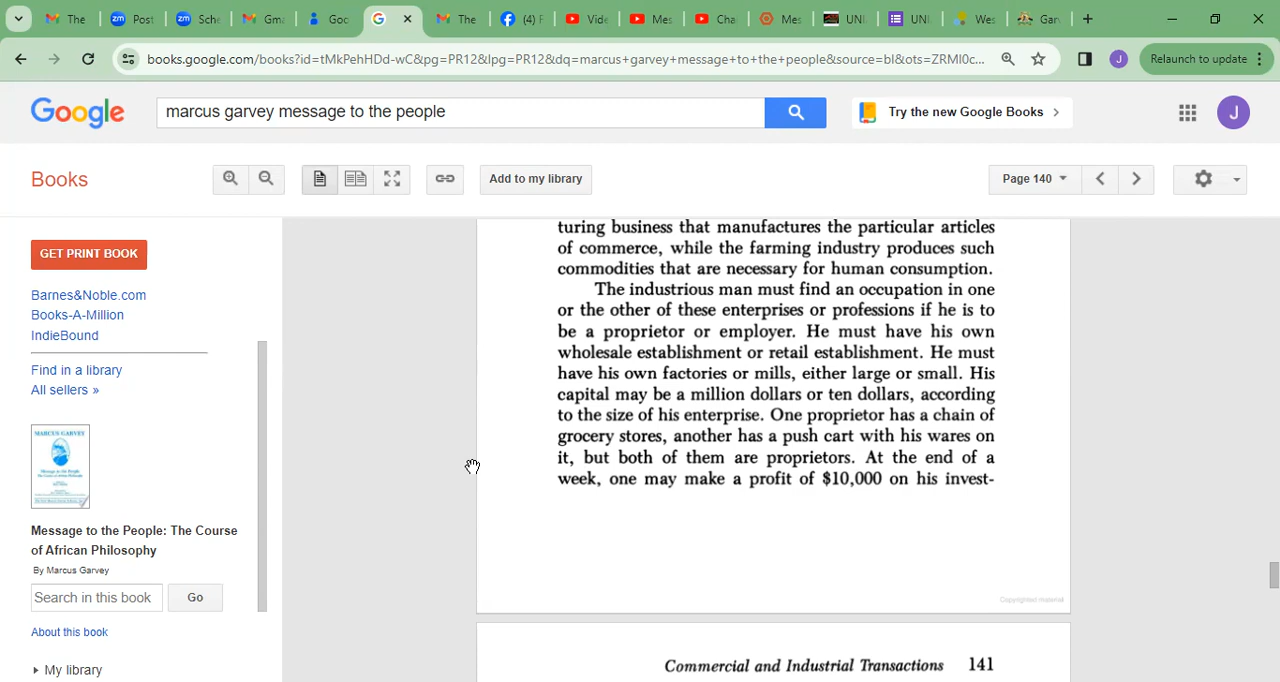 The
Post
Sche
Gma
Goo
The
(4) F
Vide
Mes
Cha
Mes
UNI
UNI
Wes
Gar
books.google.com/books?id=tMkPehHDd-wC&pg=PR12&lpg=PR12&dq=marcus+garvey+message+to+the+people&source=bl&ots=ZRMI0c...
J
Relaunch to update
Google
marcus garvey message to the people
Try the new Google Books
J
Books
Add to my library
Page 140
GET PRINT BOOK
Barnes&Noble.com
Books-A-Million
IndieBound
Find in a library
All sellers »
MARCUS GARVEY
Message to the People: The Course
of African Philosophy
By Marcus Garvey
Search in this book
Go
About this book
My library
turing business that manufactures the particular articles
of commerce, while the farming industry produces such
commodities that are necessary for human consumption.
The industrious man must find an occupation in one
or the other of these enterprises or professions if he is to
be a proprietor or employer. He must have his own
wholesale establishment or retail establishment. He must
have his own factories or mills, either large or small. His
capital may be a million dollars or ten dollars, according
to the size of his enterprise. One proprietor has a chain of
grocery stores, another has a push cart with his wares on
it, but both of them are proprietors. At the end of a
week, one may make a profit of $10,000 on his invest-
Copyrighted material
Commercial and Industrial Transactions 141